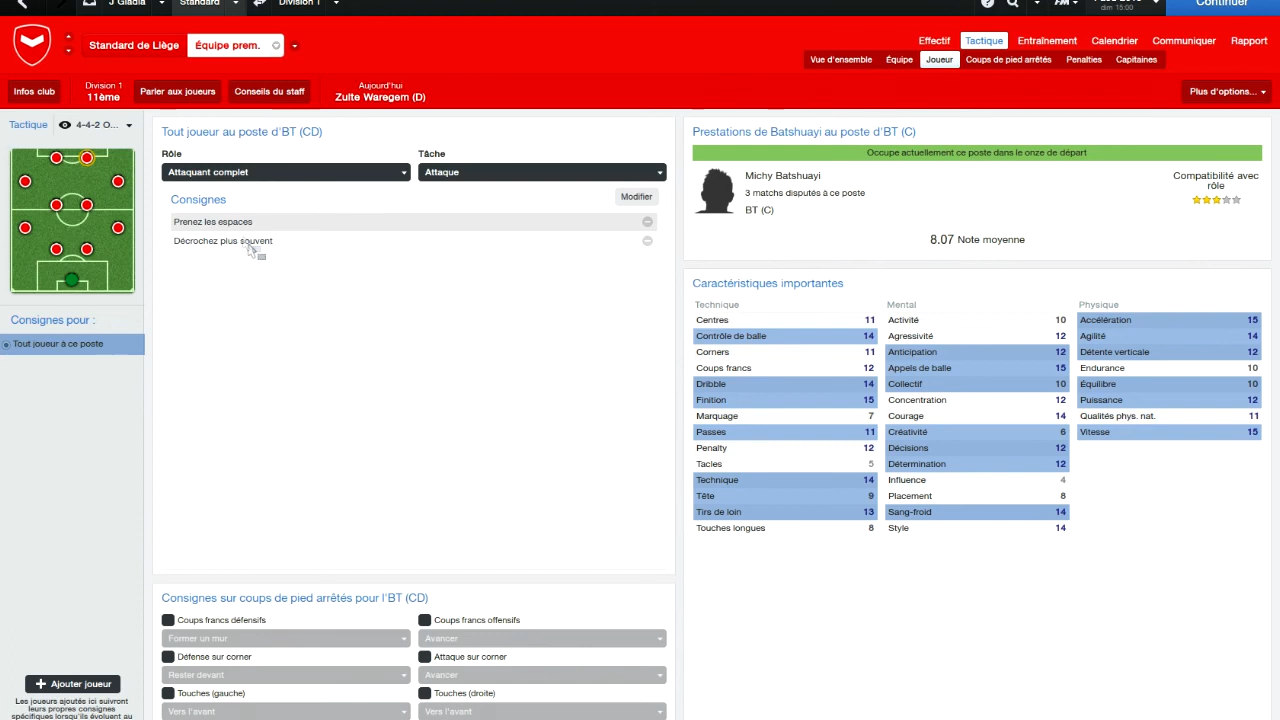 J Gladia
Standard
Division 1
FM
dim 15:00
Continuer
Standard de Liège
Équipe prem.
Effectif
Tactique
Entraînement
Calendrier
Communiquer
Rapport
Vue d'ensemble
Équipe
Joueur
Coups de pied arrêtés
Penalties
Capitaines
Infos club
Division 1
11ème
Parler aux joueurs
Conseils du staff
Aujourd'hui
Zulte Waregem (D)
Plus d'options...
Tactique
4-4-2 O...
Consignes pour :
Tout joueur à ce poste
Ajouter joueur
Les joueurs ajoutés ici suivront
leurs propres consignes
spécifiques lorsqu'ils évoluent au
Tout joueur au poste d'BT (CD)
Rôle
Tâche
Attaquant complet
Attaque
Consignes
Modifier
Prenez les espaces
Décrochez plus souvent
Consignes sur coups de pied arrêtés pour l'BT (CD)
Coups francs défensifs
Coups francs offensifs
Former un mur
Avancer
Défense sur corner
Attaque sur corner
Rester devant
Avancer
Touches (gauche)
Touches (droite)
Vers l'avant
Vers l'avant
Prestations de Batshuayi au poste d'BT (C)
Occupe actuellement ce poste dans le onze de départ
Michy Batshuayi
3 matchs disputés à ce poste
BT (C)
Compatibilité avec
rôle
8.07 Note moyenne
Caractéristiques importantes
Technique
Centres 11
Contrôle de balle 14
Corners 11
Coups francs 12
Dribble 14
Finition 15
Marquage 7
Passes 11
Penalty 12
Tacles 5
Technique 14
Tête 9
Tirs de loin 13
Touches longues 8
Mental
Activité 10
Agressivité 12
Anticipation 12
Appels de balle 15
Collectif 10
Concentration 12
Courage 14
Créativité 6
Décisions 12
Détermination 12
Influence 4
Placement 8
Sang-froid 14
Style 14
Physique
Accélération 15
Agilité 14
Détente verticale 12
Endurance 10
Équilibre 10
Puissance 12
Qualités phys. nat. 11
Vitesse 15